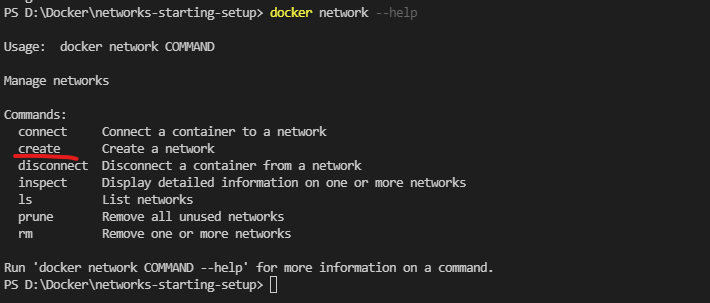 PS D:\Docker\networks-starting-setup> docker network --help
Usage:  docker network COMMAND
Manage networks
Commands:
  connect     Connect a container to a network
  create      Create a network
  disconnect  Disconnect a container from a network
  inspect     Display detailed information on one or more networks
  ls          List networks
  prune       Remove all unused networks
  rm          Remove one or more networks
Run 'docker network COMMAND --help' for more information on a command.
PS D:\Docker\networks-starting-setup>